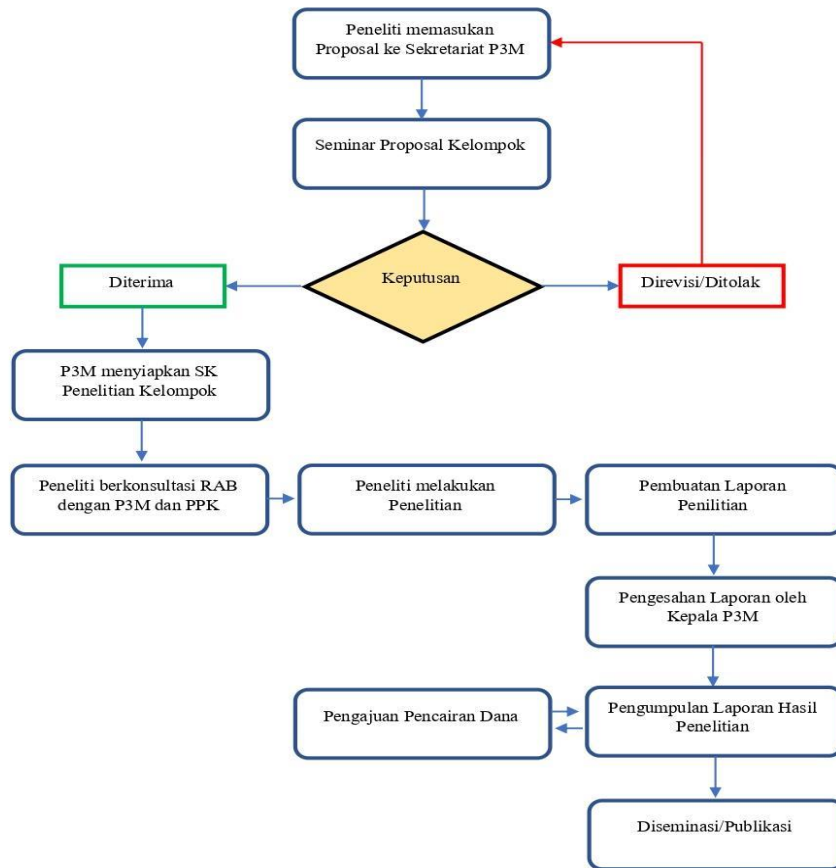 Peneliti memasukan
Proposal ke Sekretariat P3M
Seminar Proposal Kelompok
Keputusan
Diterima
Direvisi/Ditolak
P3M menyiapkan SK
Penelitian Kelompok
Peneliti berkonsultasi RAB
dengan P3M dan PPK
Peneliti melakukan
Penelitian
Pembuatan Laporan
Penilitian
Pengesahan Laporan oleh
Kepala P3M
Pengajuan Pencairan Dana
Pengumpulan Laporan Hasil
Penelitian
Diseminasi/Publikasi